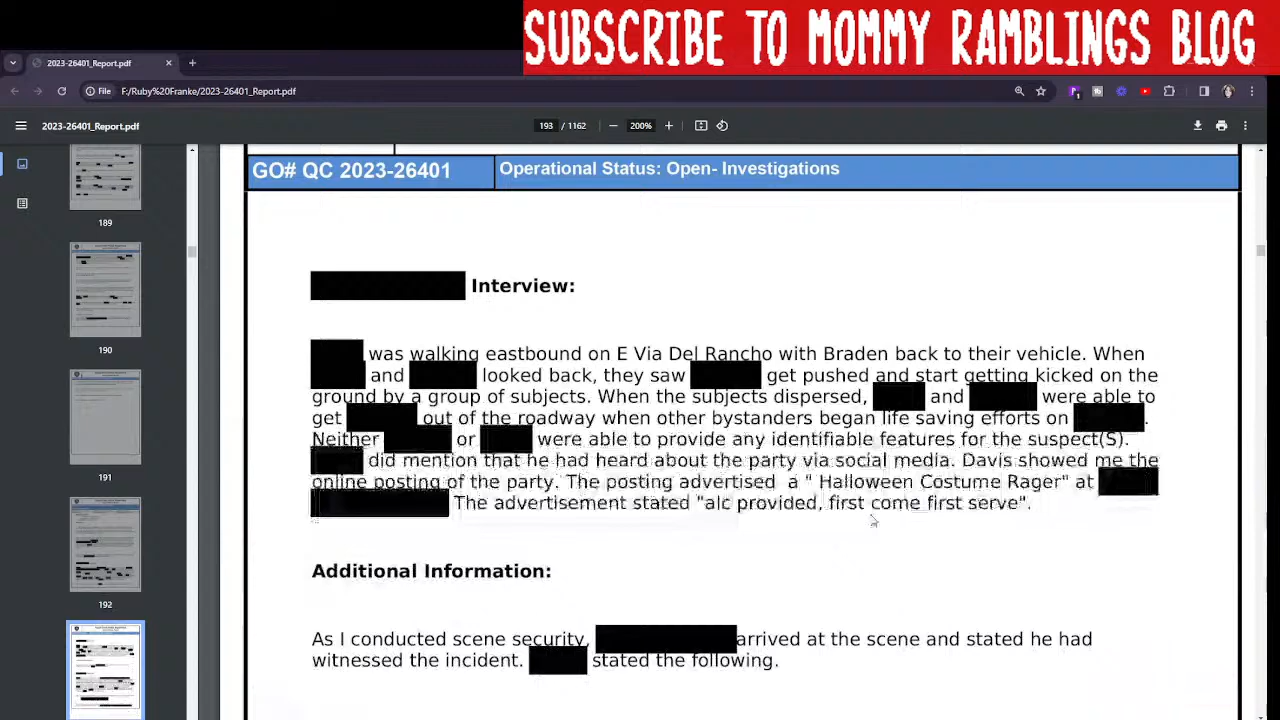 SUBSCRIBE TO MOMMY RAMBLINGS BLOG
2023-26401_Report.pdf
File F:/Ruby%20Franke/2023-26401_Report.pdf
2023-26401_Report.pdf 193 / 1162 200%
GO# QC 2023-26401 Operational Status: Open- Investigations
189
190
191
192
Interview:
was walking eastbound on E Via Del Rancho with Braden back to their vehicle. When
and looked back, they saw get pushed and start getting kicked on the
ground by a group of subjects. When the subjects dispersed, and were able to
get out of the roadway when other bystanders began life saving efforts on .
Neither or were able to provide any identifiable features for the suspect(S).
did mention that he had heard about the party via social media. Davis showed me the
online posting of the party. The posting advertised a " Halloween Costume Rager" at
The advertisement stated "alc provided, first come first serve".
Additional Information:
As I conducted scene security, arrived at the scene and stated he had
witnessed the incident. stated the following.